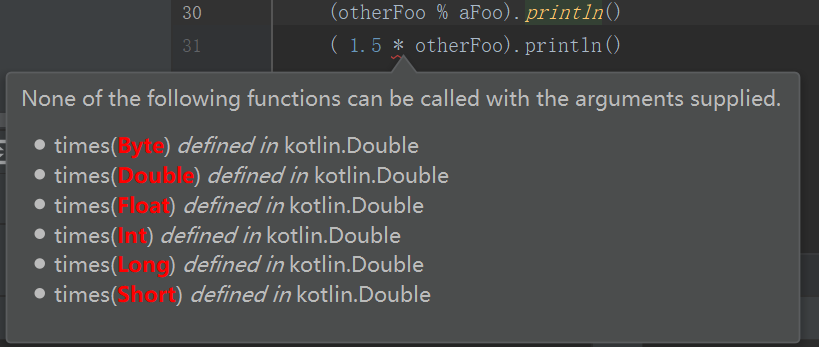 30 (otherFoo % aFoo).println()
31 ( 1.5 * otherFoo).println()
None of the following functions can be called with the arguments supplied.
• times(Byte) defined in kotlin.Double
• times(Double) defined in kotlin.Double
• times(Float) defined in kotlin.Double
• times(Int) defined in kotlin.Double
• times(Long) defined in kotlin.Double
• times(Short) defined in kotlin.Double